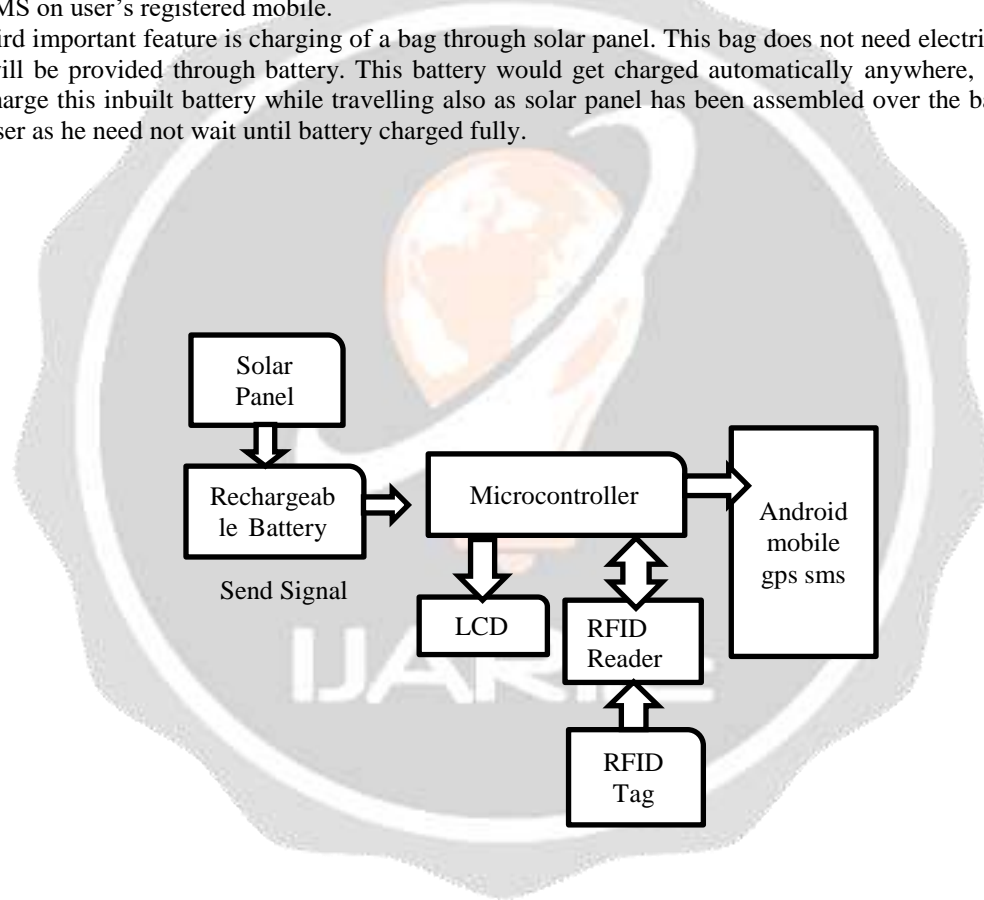 MS on user's registered mobile.
ird important feature is charging of a bag through solar panel. This bag does not need electri
vill be provided through battery. This battery would get charged automatically anywhere,
harge this inbuilt battery while travelling also as solar panel has been assembled over the ba
ser as he need not wait until battery charged fully.
Solar
Panel
Rechargeab
le Battery
Send Signal
Microcontroller
Android
mobile
gps sms
LCD
RFID
Reader
RFID
Tag